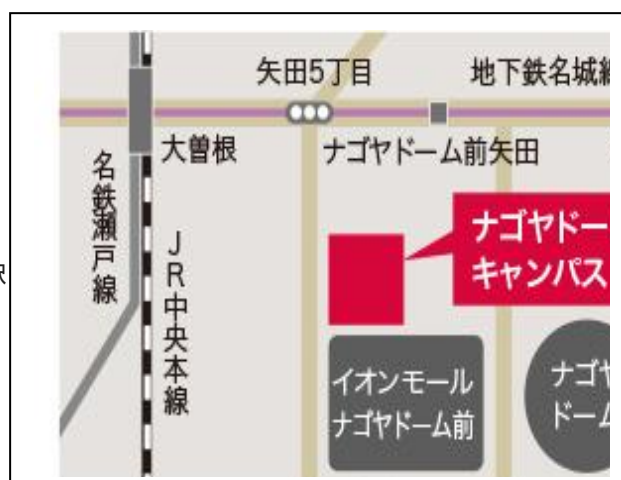 矢田5丁目
地下鉄名城線
大曽根
ナゴヤドーム前矢田
名鉄瀬戸線
JR中央本線
ナゴヤドー
キャンパス
イオンモール
ナゴヤドーム前
ナゴヤ
ドーム